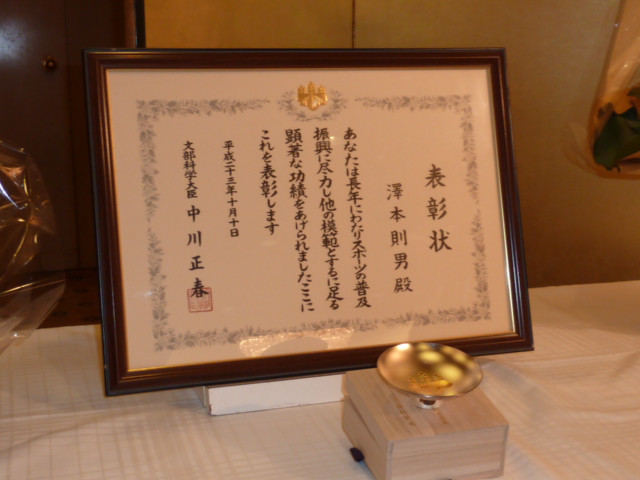 表彰状
澤本則男殿
あなたは長年にわたりスポーツの普及
振興に尽力し他の模範とするに足る
顕著な功績をあげられましたここに
これを表彰します
平成二十三年十月十日
文部科学大臣 中川正春